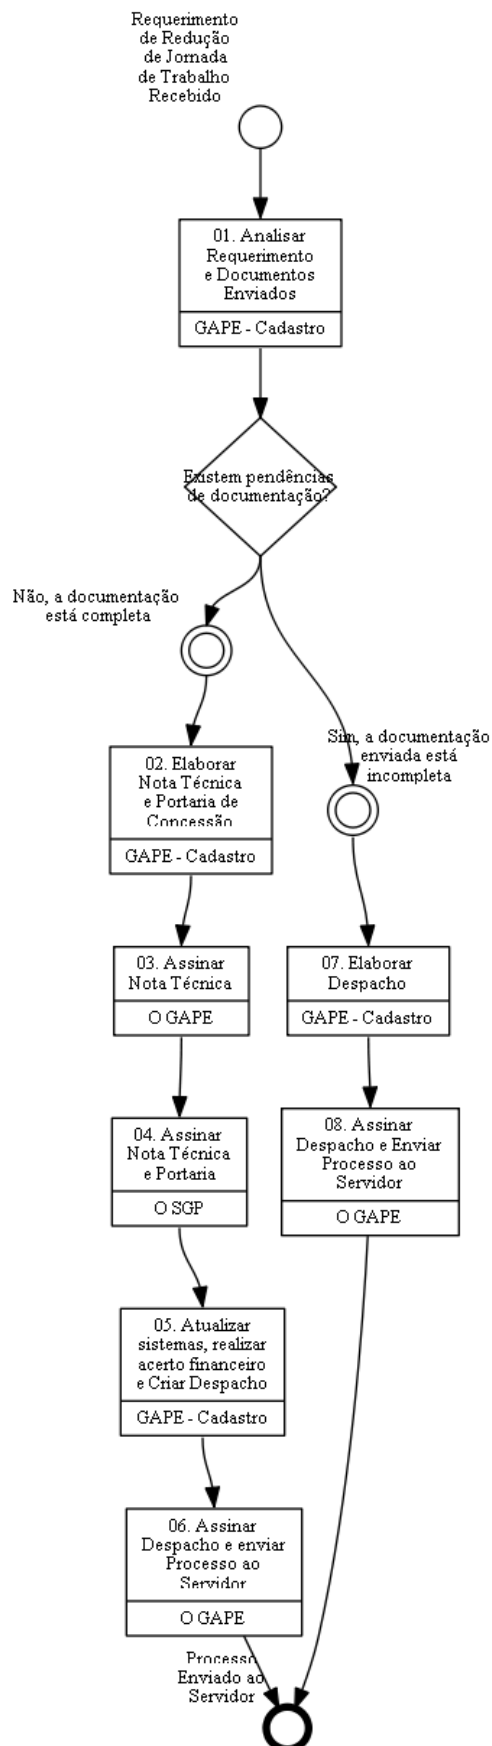 Requerimento
de Redução
de Jornada
de Trabalho
Recebido
01. Analisar
Requerimento
e Documentos
Enviados
GAPE - Cadastro
Existem pendências
de documentação?
Não, a documentação
está completa
Sim, a documentação
enviada está
incompleta
02. Elaborar
Nota Técnica
e Portaria de
Concessão
GAPE - Cadastro
03. Assinar
Nota Técnica
O GAPE
07. Elaborar
Despacho
GAPE - Cadastro
04. Assinar
Nota Técnica
e Portaria
O SGP
08. Assinar
Despacho e Enviar
Processo ao
Servidor
O GAPE
05. Atualizar
sistemas, realizar
acerto financeiro
e Criar Despacho
GAPE - Cadastro
06. Assinar
Despacho e enviar
Processo ao
Servidor
O GAPE
Processo
Enviado ao
Servidor